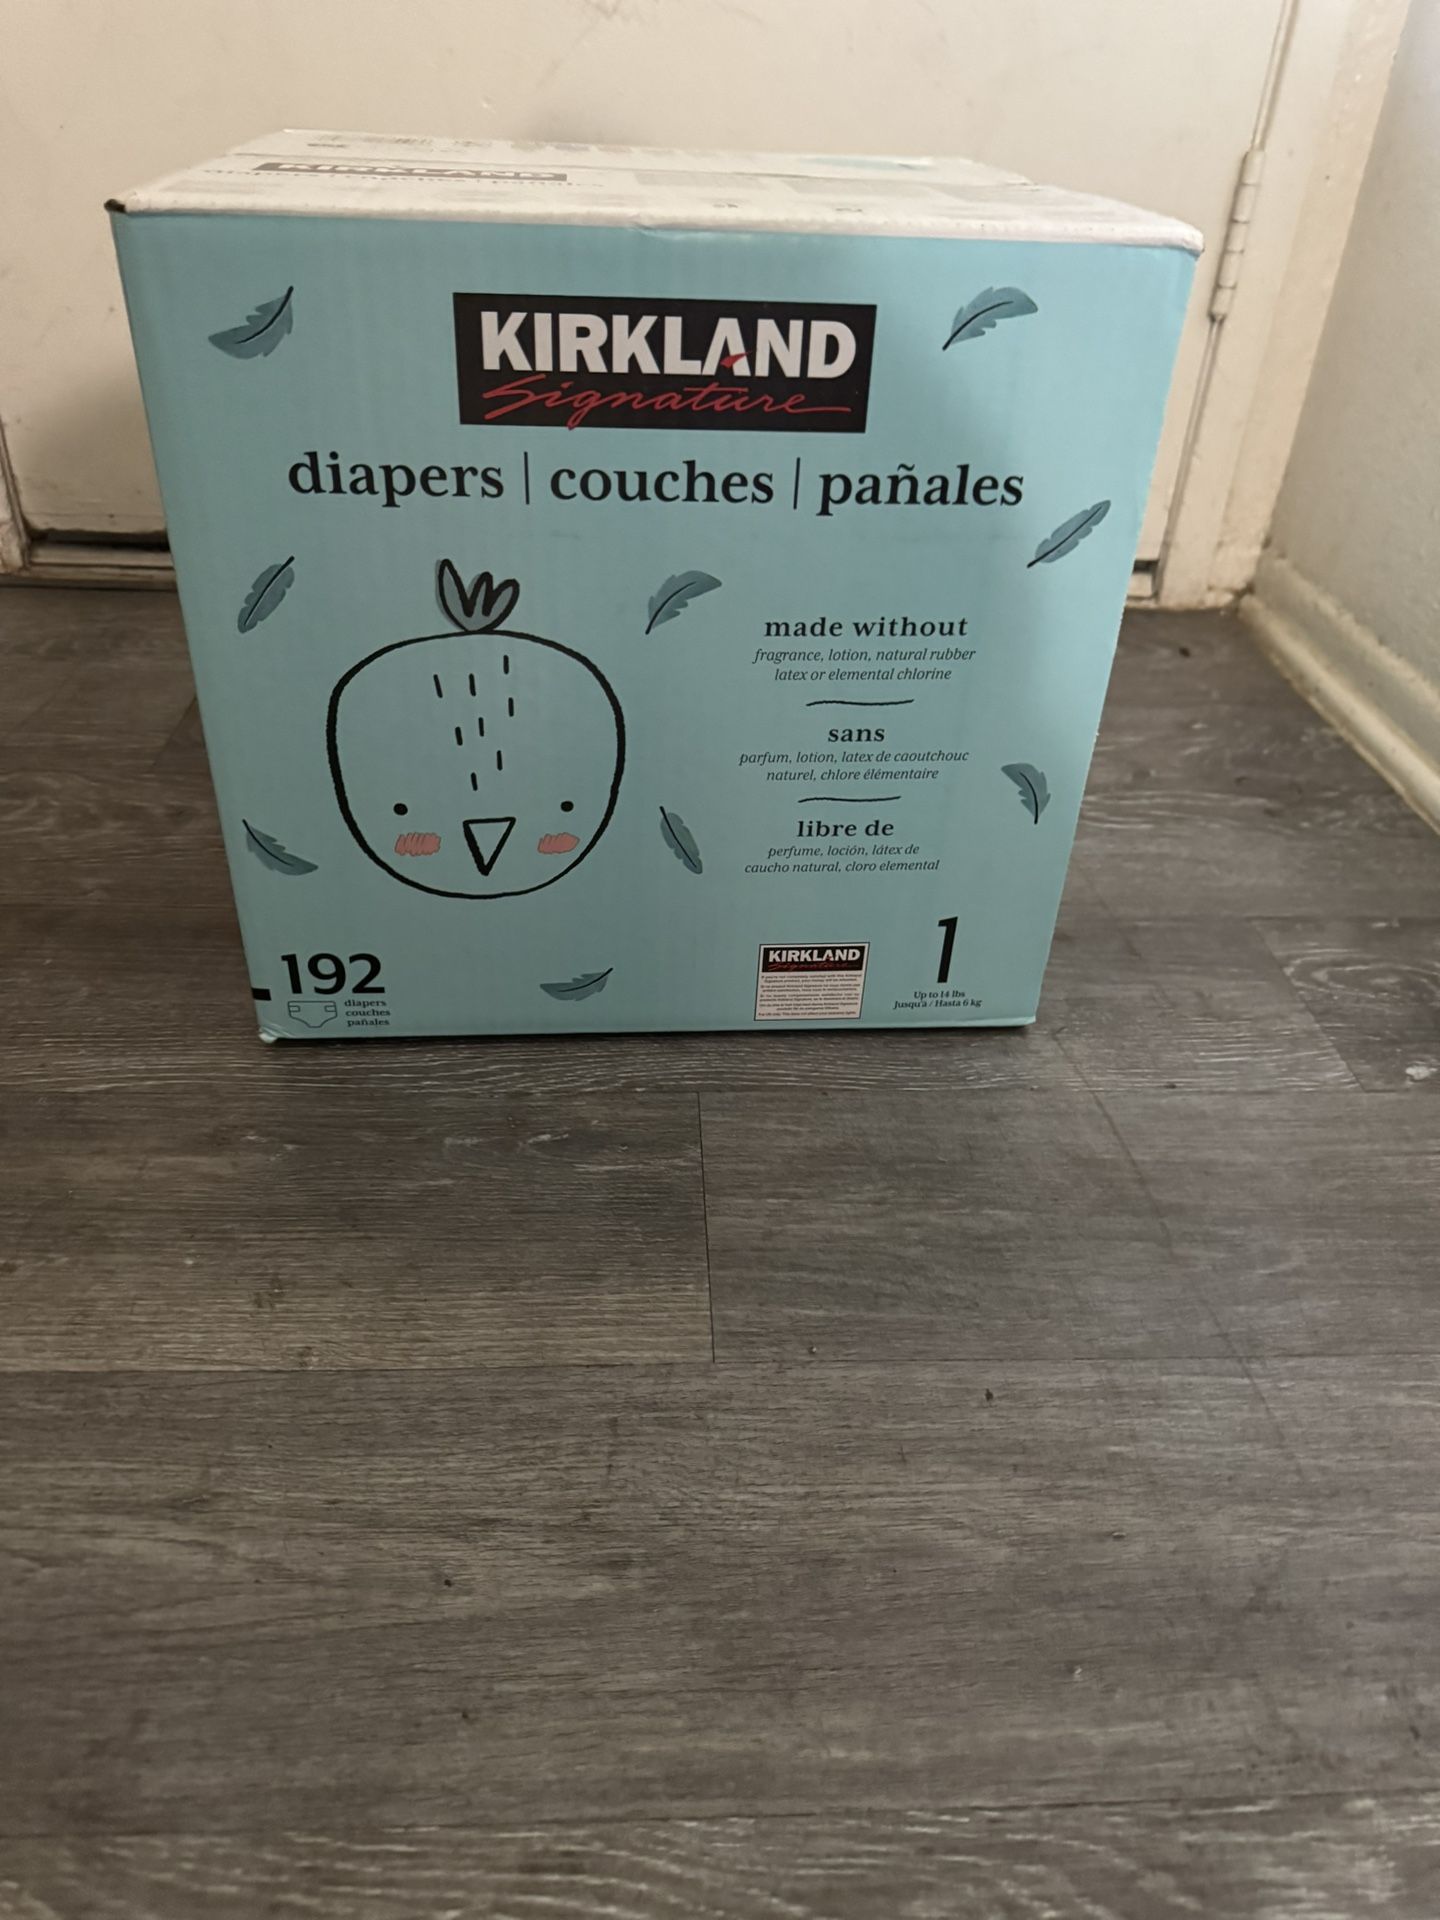 KIRKLAND
KIRKLAND
Signature
diapers | couches | pañales
made without
fragrance, lotion, natural rubber
latex or elemental chlorine
sans
parfum, lotion, latex de caoutchouc
naturel, chlore élémentaire
libre de
perfume, loción, látex de
caucho natural, cloro elemental
192
diapers
couches
pañales
KIRKLAND
Signature
1
Up to 14 lbs
Jusqu'à / Hasta 6 kg